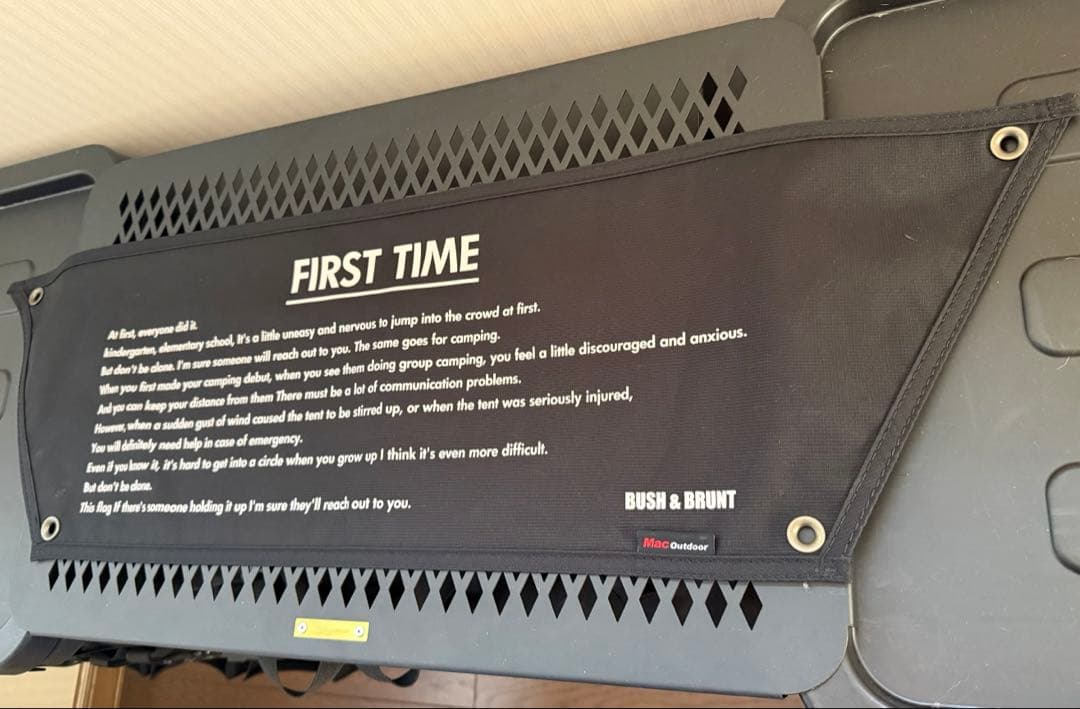 FIRST TIME
At first, everyone did it.
kindergarten, elementary school, It's a little uneasy and nervous to jump into the crowd at first.
But don't be alone. I'm sure someone will reach out to you. The same goes for camping.
When you first made your camping debut, when you see them doing group camping, you feel a little discouraged and anxious.
And you can keep your distance from them There must be a lot of communication problems.
However, when a sudden gust of wind caused the tent to be stirred up, or when the tent was seriously injured,
You will definitely need help in case of emergency.
Even if you know it, it's hard to get into a circle when you grow up I think it's even more difficult.
But don't be alone.
This flag If there's someone holding it up I'm sure they'll reach out to you.
BUSH & BRUNT
Mac Outdoor